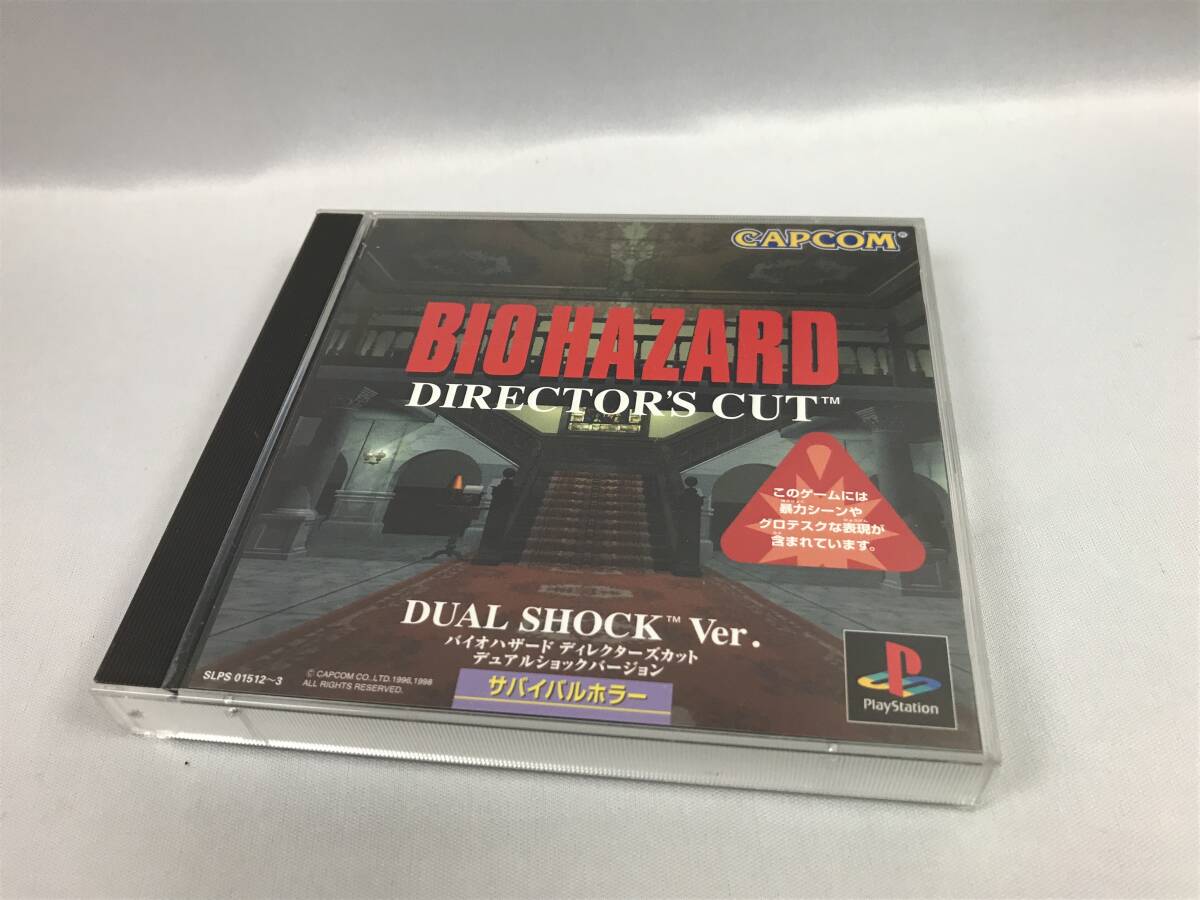 CAPCOM
BIOHAZARD
DIRECTOR'S CUT™
このゲームには
暴力シーンや
グロテスクな表現が
含まれています。
DUAL SHOCK™ Ver.
バイオハザード ディレクターズカット
デュアルショックバージョン
SLPS 01512~3
© CAPCOM CO., LTD. 1996, 1998
ALL RIGHTS RESERVED.
サバイバルホラー
PlayStation